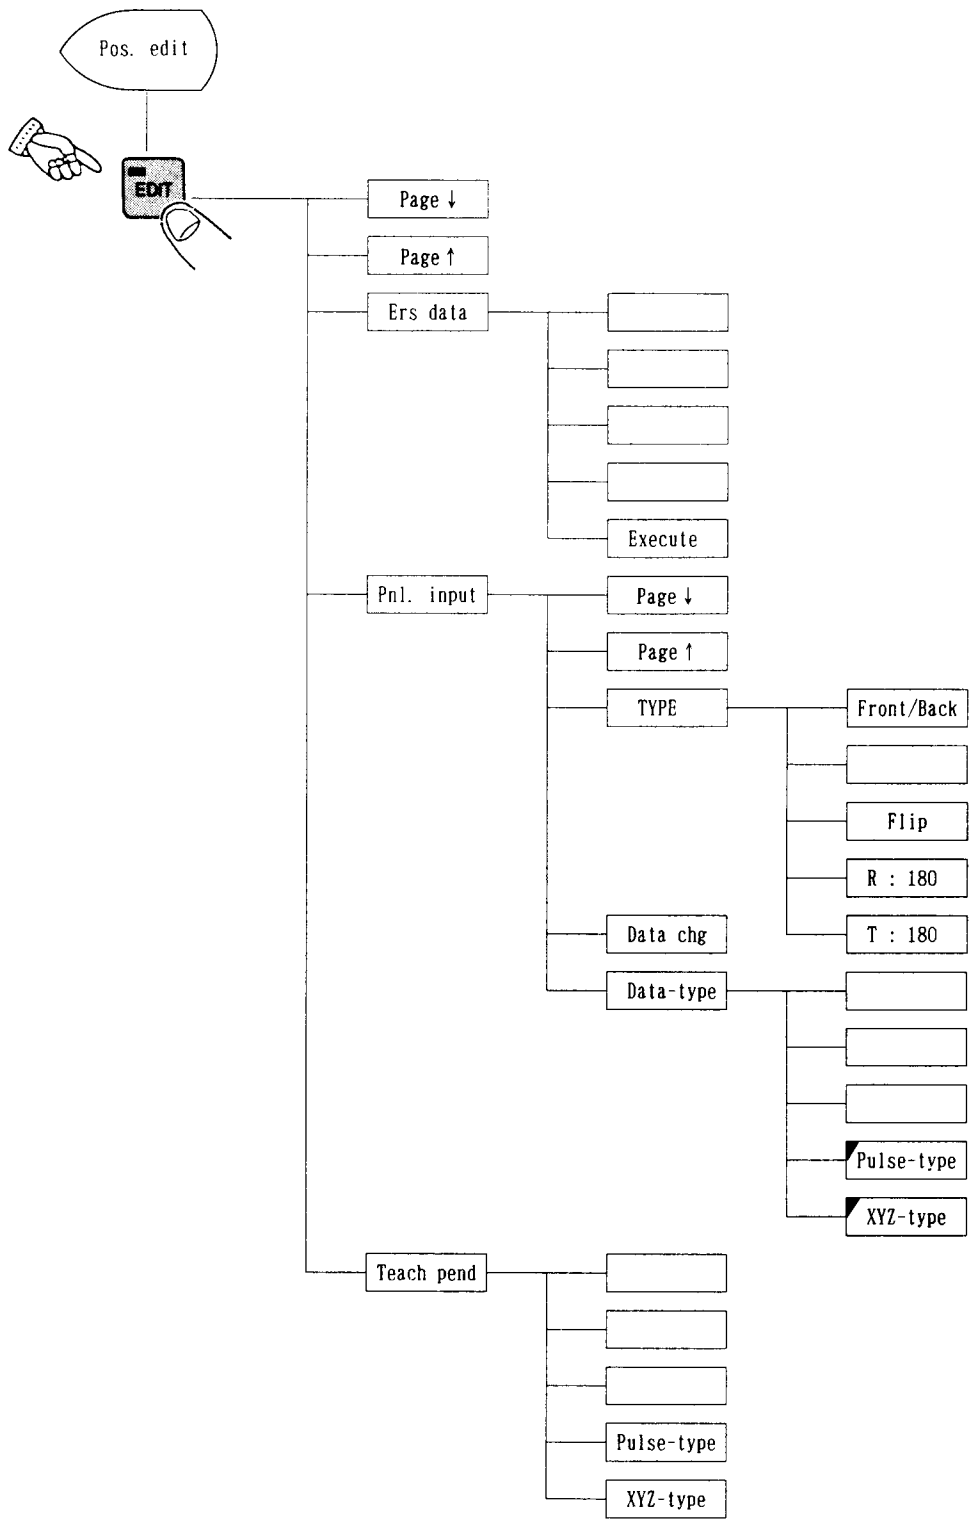 Pos. edit
EDIT
Page ↓
Page ↑
Ers data
Execute
Pnl. input
Page ↓
Page ↑
TYPE
Front/Back
Flip
R : 180
T : 180
Data chg
Data-type
Pulse-type
XYZ-type
Teach pend
Pulse-type
XYZ-type